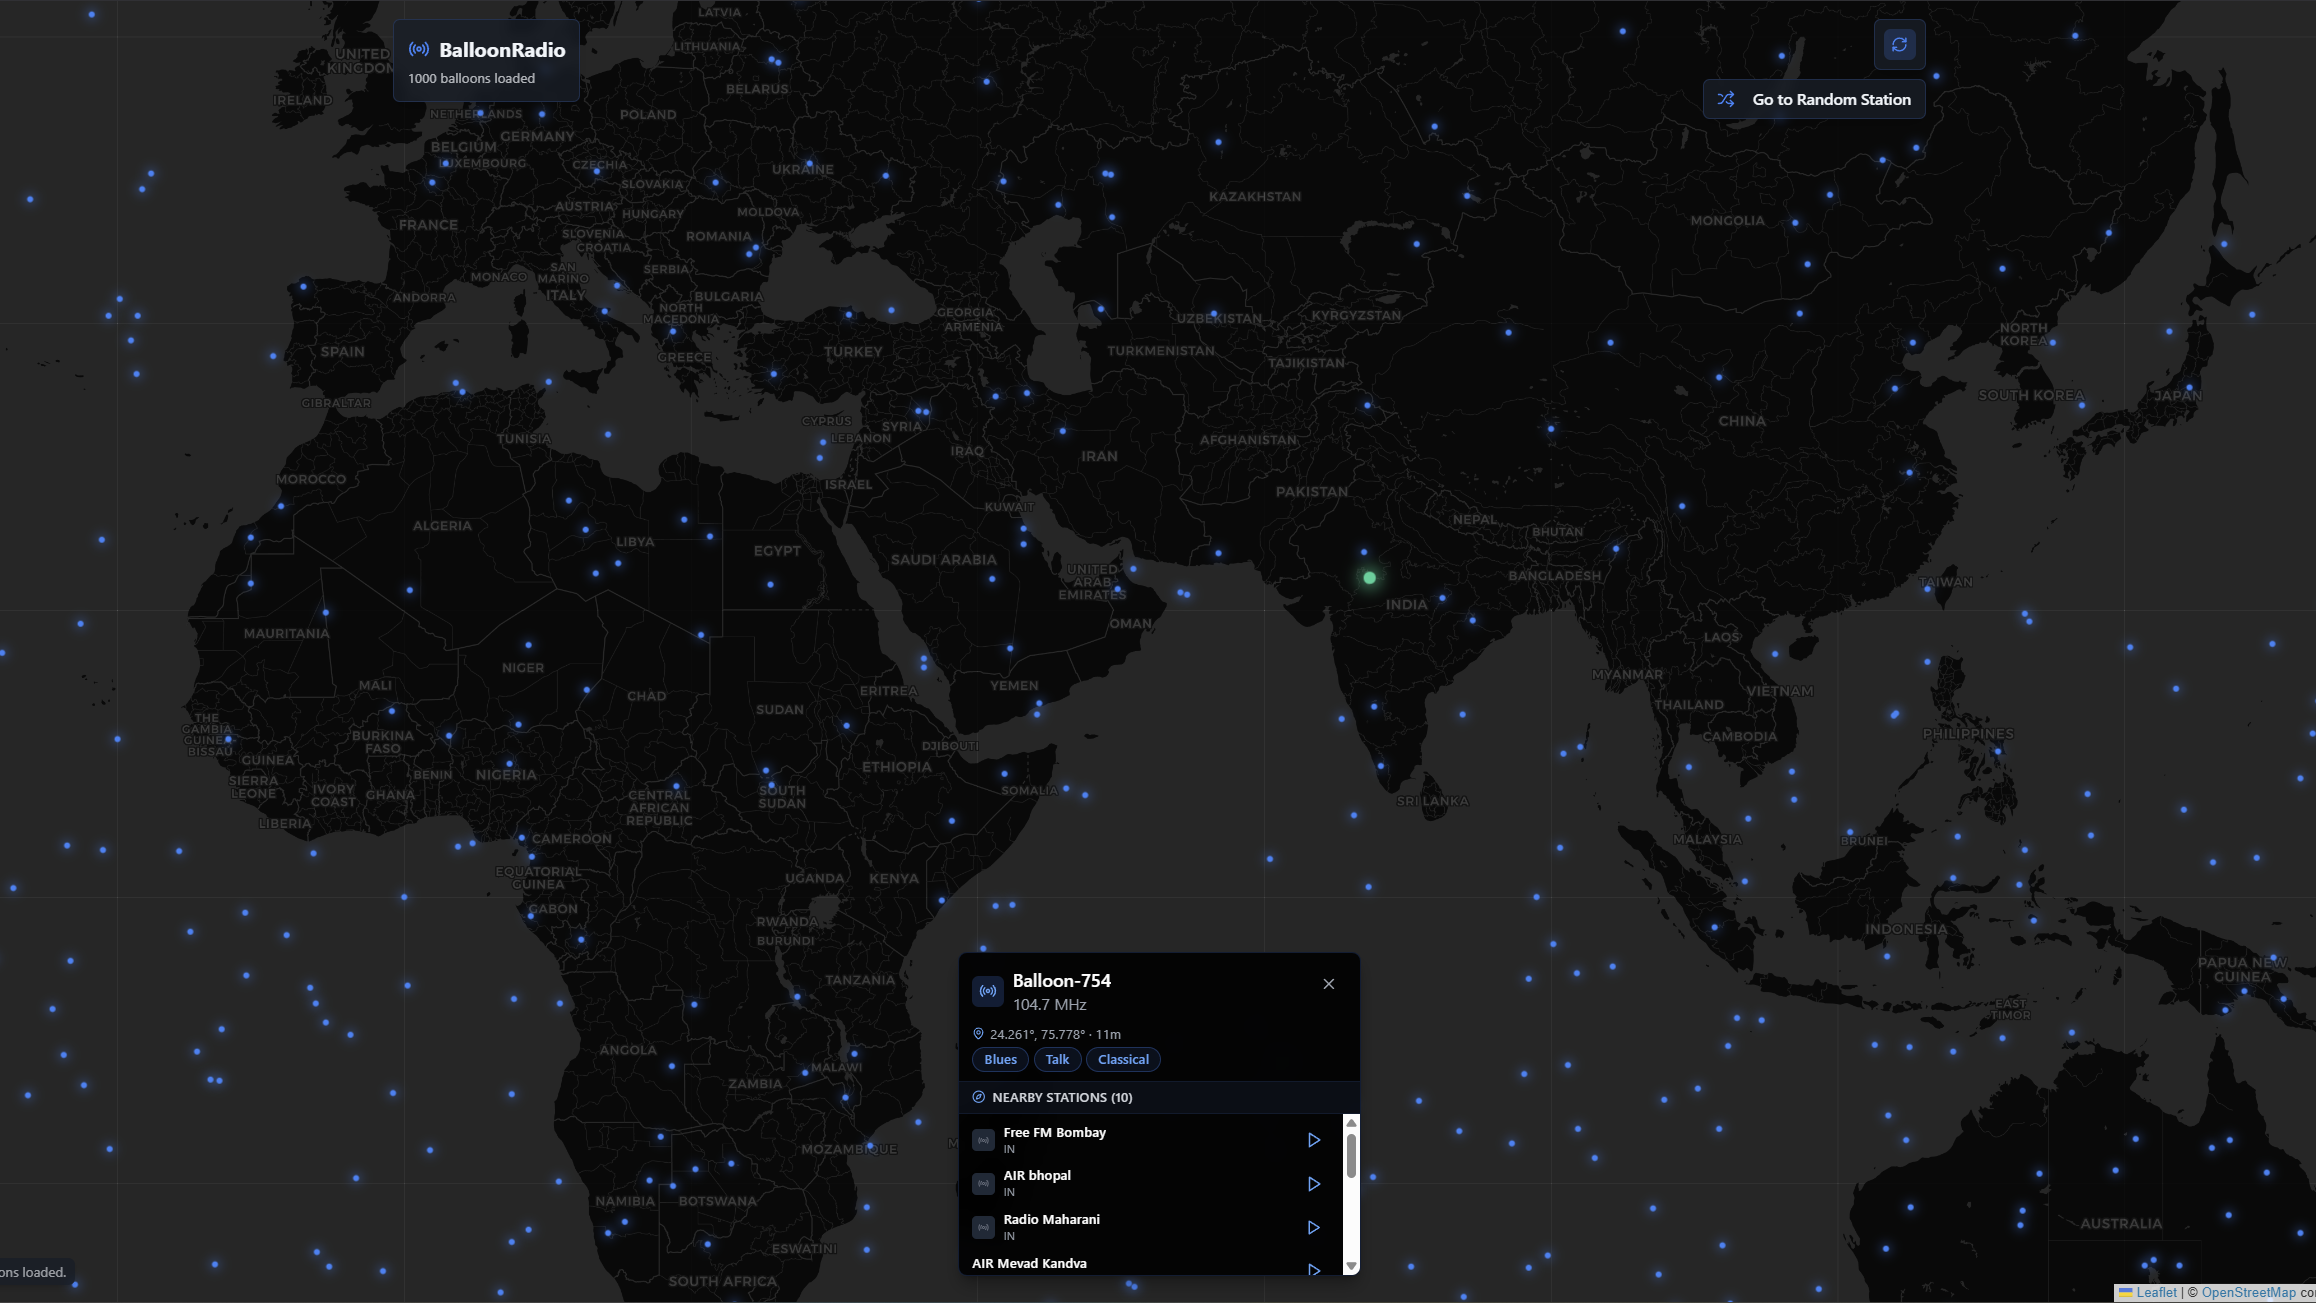 LATVIA
LITHUANIA
UNITED
KINGDOM
BalloonRadio
1000 balloons loaded
Go to Random Station
IRELAND
BELARUS
NETHERLANDS
POLAND
GERMANY
BELGIUM
LUXEMBOURG
CZECHIA
UKRAINE
SLOVAKIA
KAZAKHSTAN
AUSTRIA
HUNGARY
MOLDOVA
MONGOLIA
FRANCE
SLOVENIA
CROATIA
ROMANIA
SAN
MARINO
MONACO
SERBIA
ITALY
ANDORRA
BULGARIA
NORTH
MACEDONIA
GEORGIA
ARMENIA
UZBEKISTAN
KYRGYZSTAN
NORTH
KOREA
SPAIN
GREECE
TURKEY
TURKMENISTAN
TAJIKISTAN
GIBRALTAR
SOUTH KOREA
JAPAN
TUNISIA
CYPRUS
LEBANON
SYRIA
IRAQ
IRAN
AFGHANISTAN
CHINA
MOROCCO
ISRAEL
PAKISTAN
KUWAIT
ALGERIA
LIBYA
EGYPT
SAUDI ARABIA
NEPAL
BHUTAN
UNITED
ARAB
EMIRATES
BANGLADESH
TAIWAN
INDIA
OMAN
MAURITANIA
LAOS
NIGER
MALI
CHAD
SUDAN
ERITREA
YEMEN
MYANMAR
VIETNAM
THAILAND
THE
GAMBIA
GUINEA
BISSAU
BURKINA
FASO
DJIBOUTI
CAMBODIA
PHILIPPINES
GUINEA
BENIN
NIGERIA
ETHIOPIA
SIERRA
LEONE
IVORY
COAST
GHANA
CENTRAL
AFRICAN
REPUBLIC
SOUTH
SUDAN
SOMALIA
SRI LANKA
LIBERIA
CAMEROON
MALAYSIA
BRUNEI
EQUATORIAL
GUINEA
UGANDA
KENYA
GABON
RWANDA
BURUNDI
INDONESIA
TANZANIA
PAPUA NEW
GUINEA
EAST
TIMOR
ANGOLA
MALAWI
ZAMBIA
MOZAMBIQUE
NAMIBIA
BOTSWANA
ESWATINI
SOUTH AFRICA
AUSTRALIA
Balloon-754
104.7 MHz
24.261°, 75.778° · 11m
Blues Talk Classical
NEARBY STATIONS (10)
Free FM Bombay
IN
AIR bhopal
IN
Radio Maharani
IN
AIR Mevad Kandva
ons loaded.
Leaflet | © OpenStreetMap